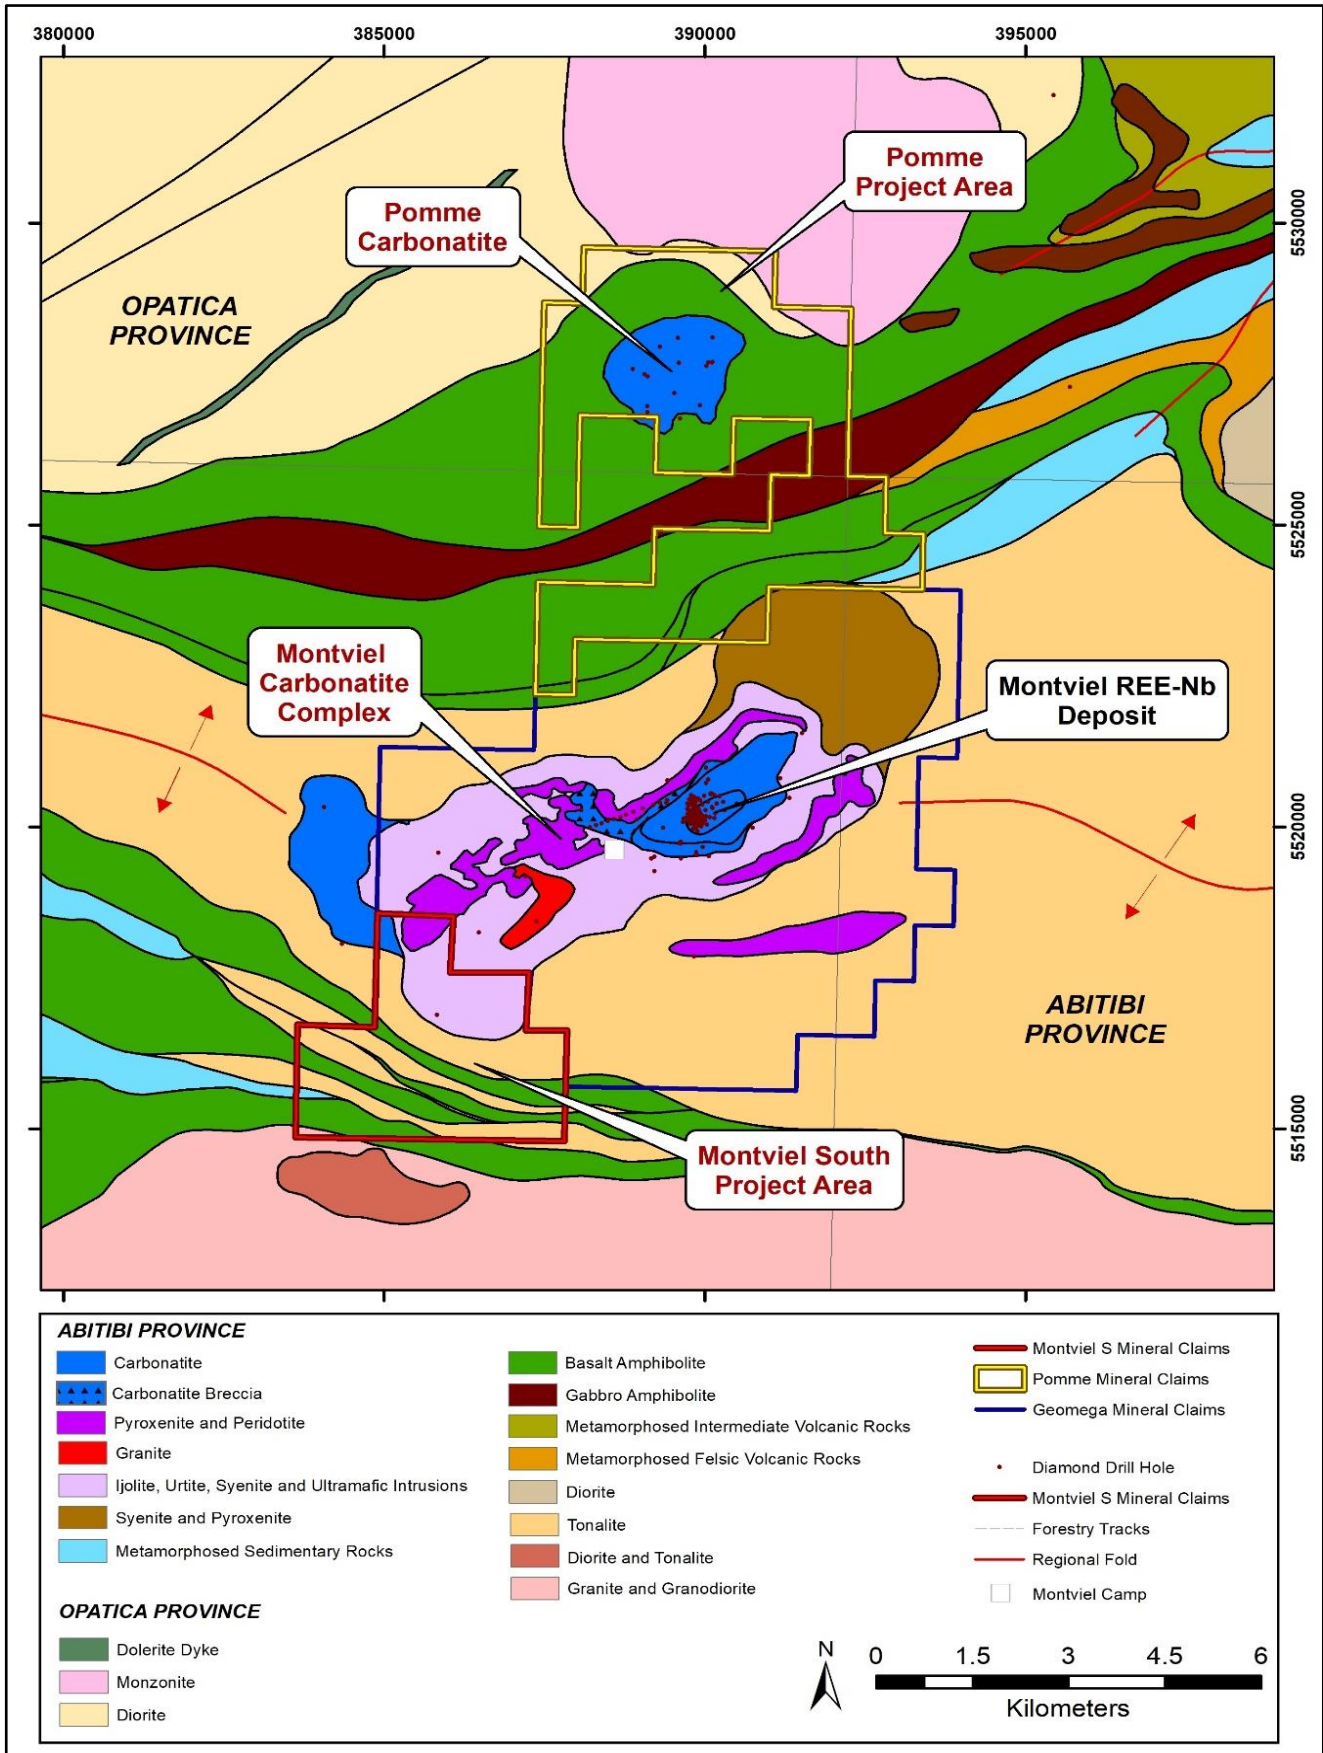 380000
385000
390000
395000
Pomme
Project Area
Pomme
Carbonatite
5530000
OPATICA
PROVINCE
5525000
Montviel
Carbonatite
Complex
Montviel REE-Nb
Deposit
5520000
ABITIBI
PROVINCE
5515000
Montviel South
Project Area
ABITIBI PROVINCE
Carbonatite
Carbonatite Breccia
Pyroxenite and Peridotite
Granite
Ijolite, Urtite, Syenite and Ultramafic Intrusions
Syenite and Pyroxenite
Metamorphosed Sedimentary Rocks
OPATICA PROVINCE
Dolerite Dyke
Monzonite
Diorite
Basalt Amphibolite
Gabbro Amphibolite
Metamorphosed Intermediate Volcanic Rocks
Metamorphosed Felsic Volcanic Rocks
Diorite
Tonalite
Diorite and Tonalite
Granite and Granodiorite
Montviel S Mineral Claims
Pomme Mineral Claims
Geomega Mineral Claims
Diamond Drill Hole
Montviel S Mineral Claims
Forestry Tracks
Regional Fold
Montviel Camp
N
0 1.5 3 4.5 6
Kilometers